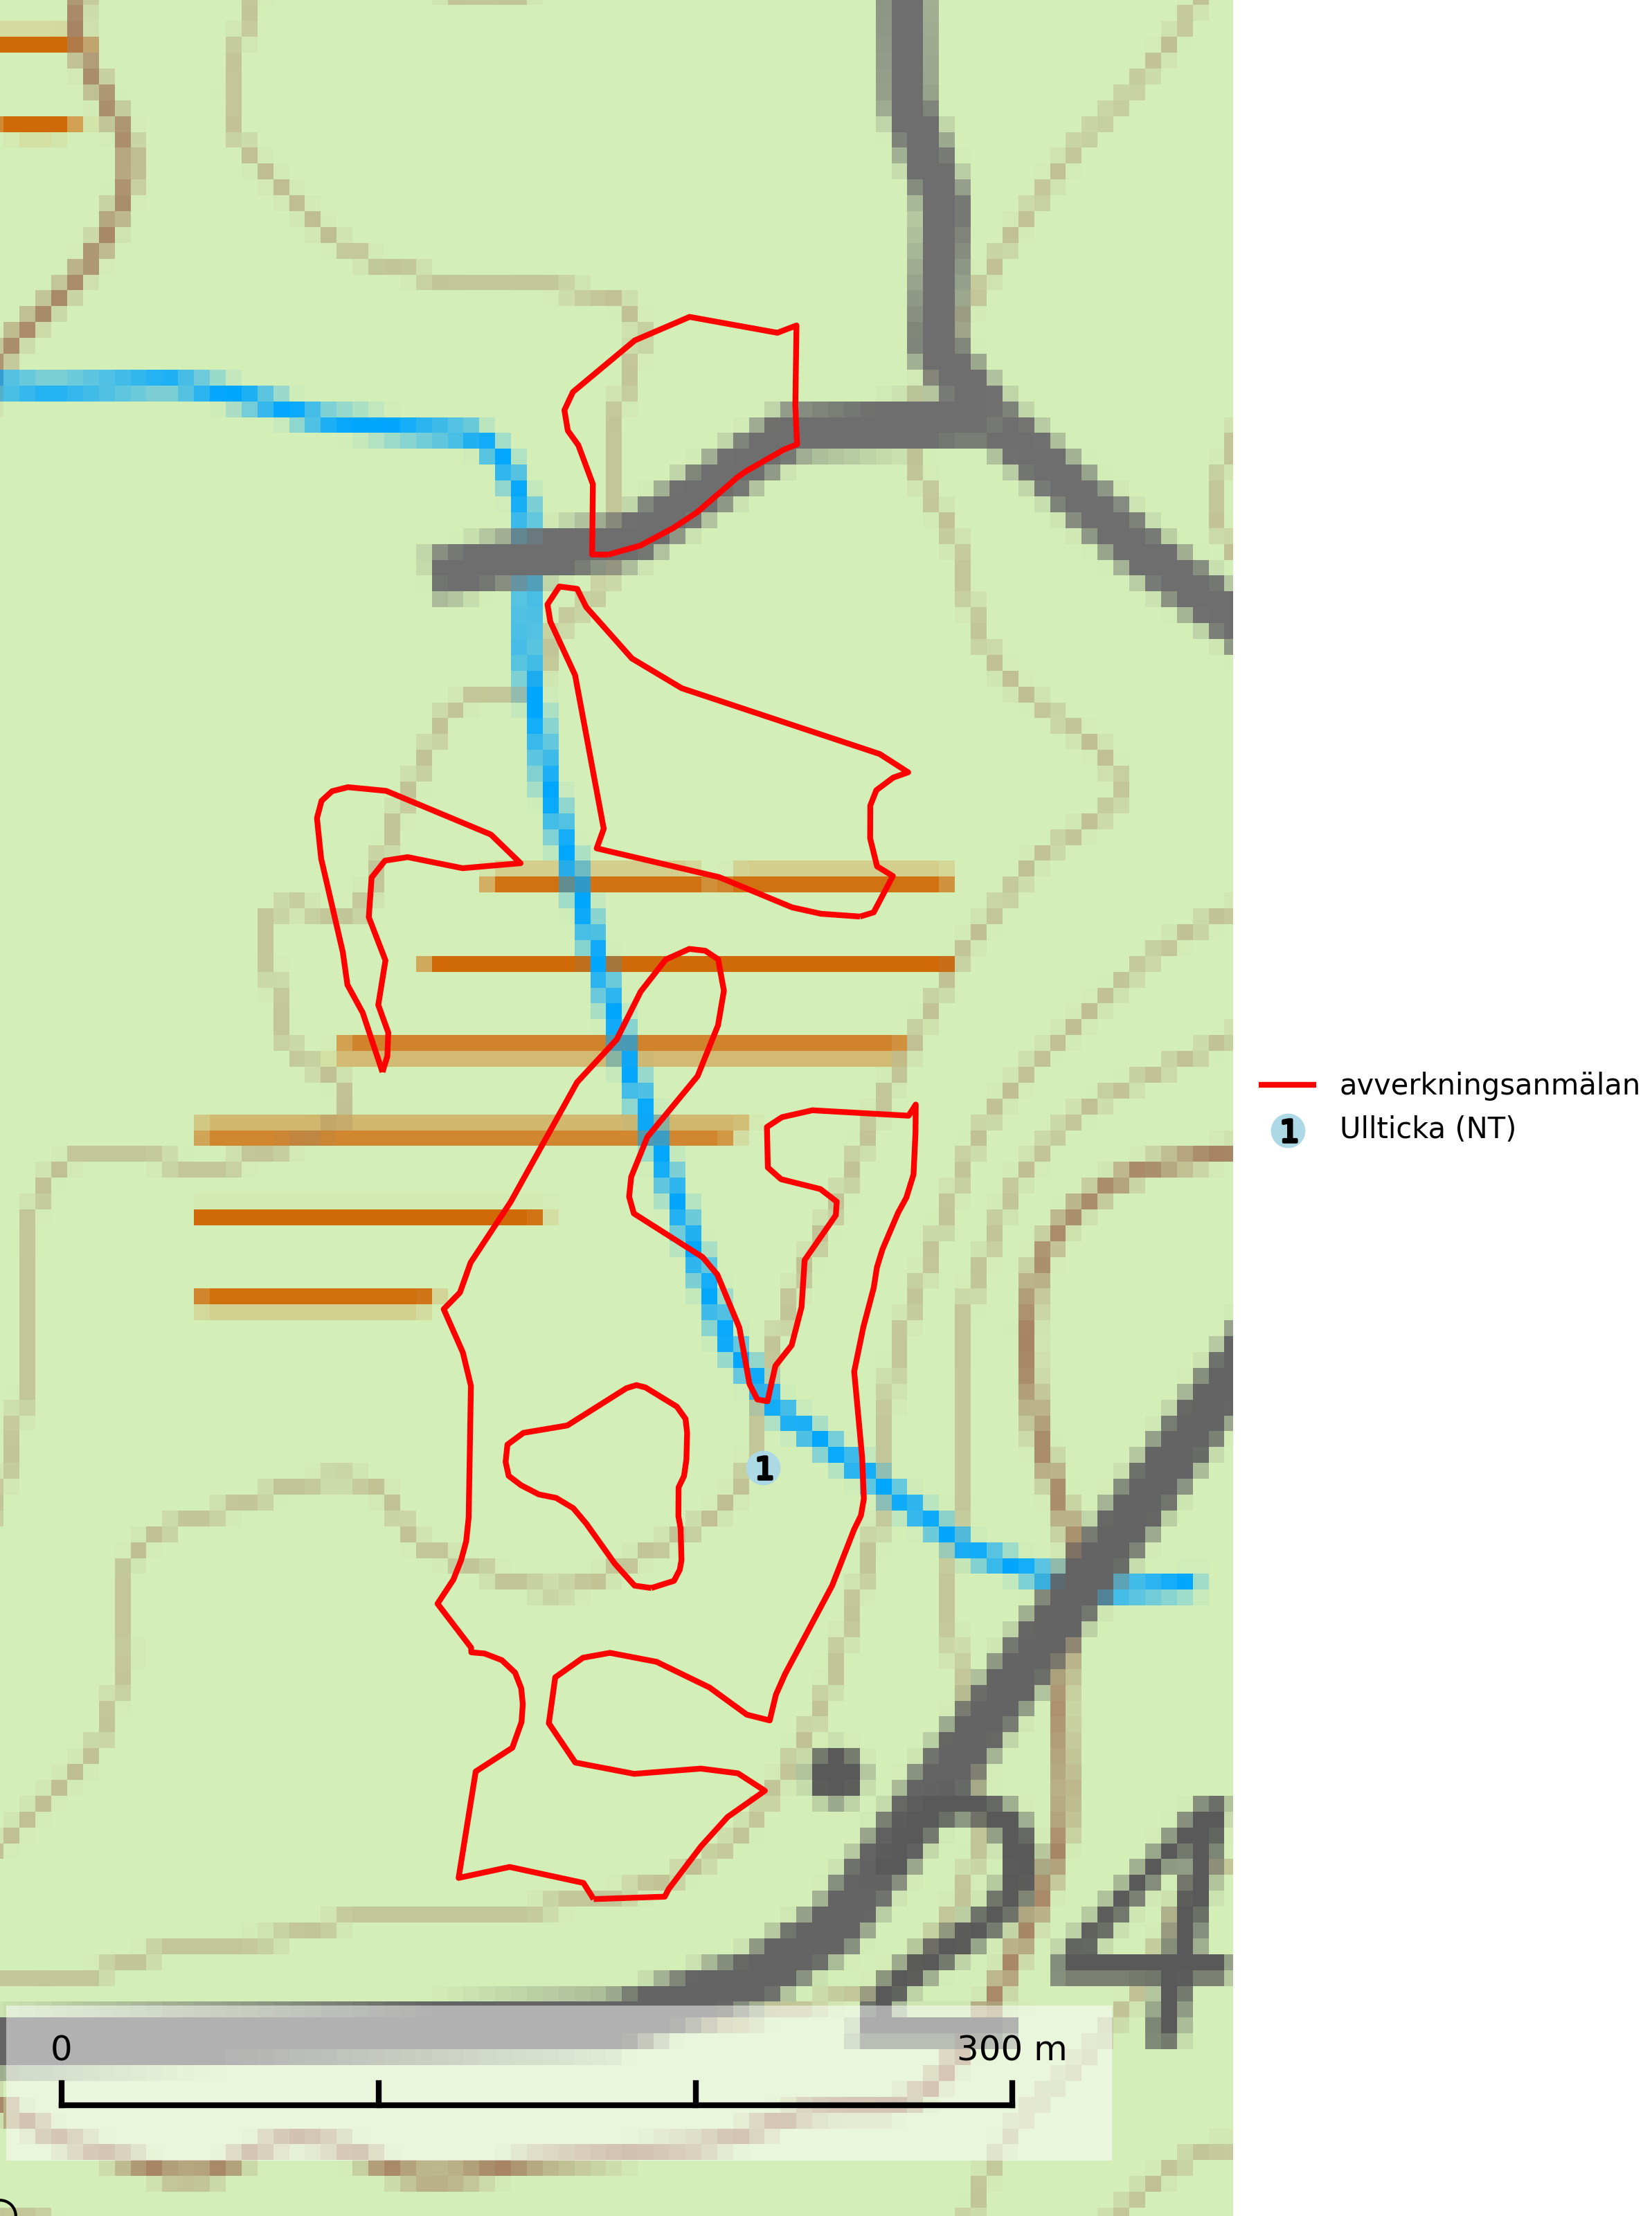 avverkningsanmälan
1 Ullticka (NT)
1
24
0 300 m